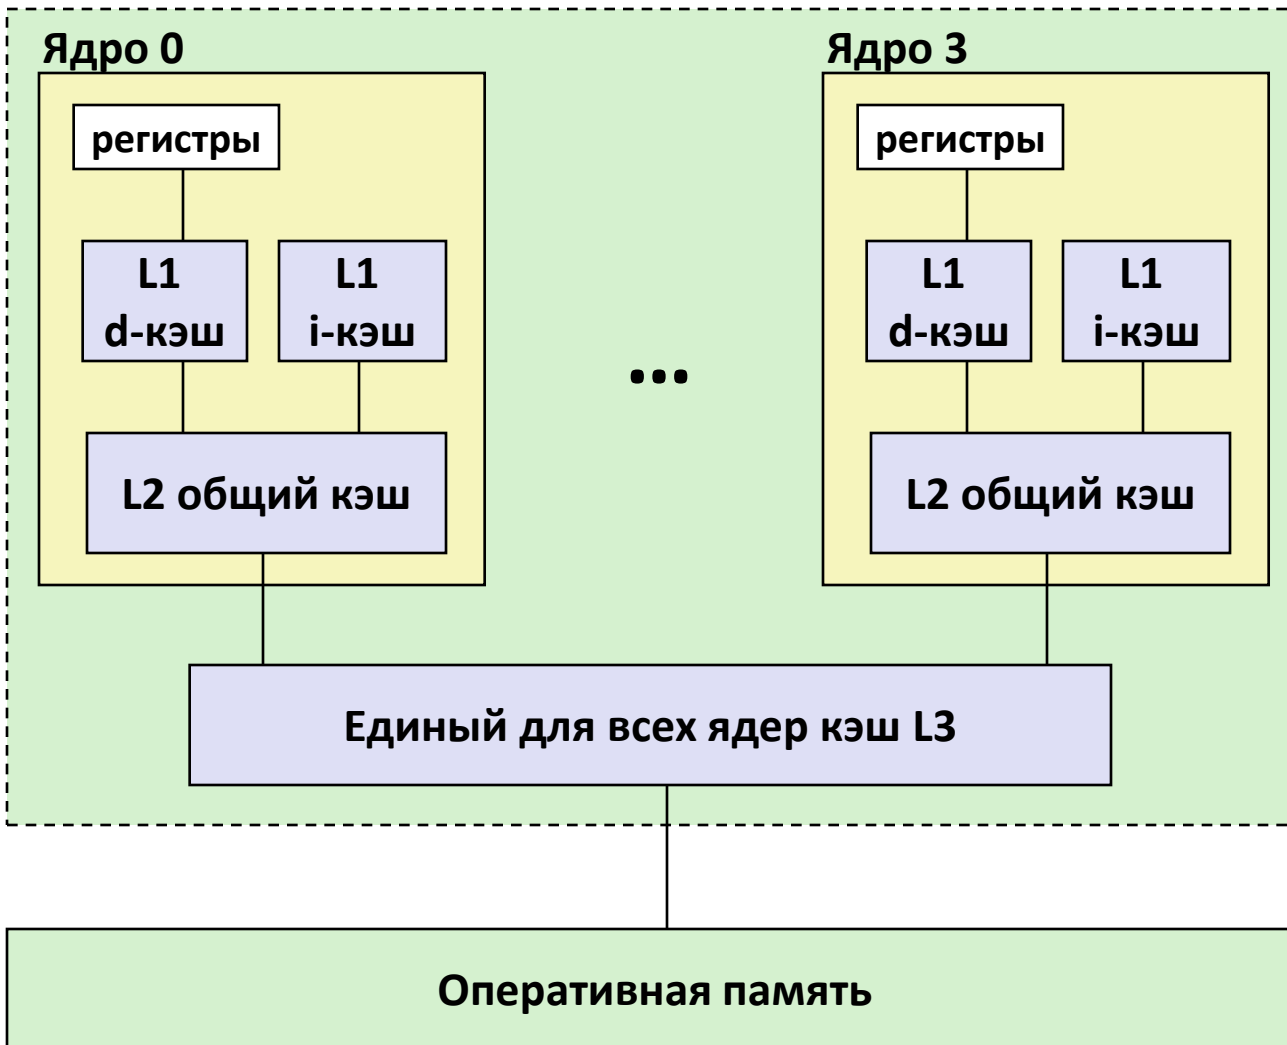 Ядро 0
Ядро 3
регистры
регистры
L1
d-кэш
L1
i-кэш
L1
d-кэш
L1
i-кэш
...
L2 общий кэш
L2 общий кэш
Единый для всех ядер кэш L3
Оперативная память